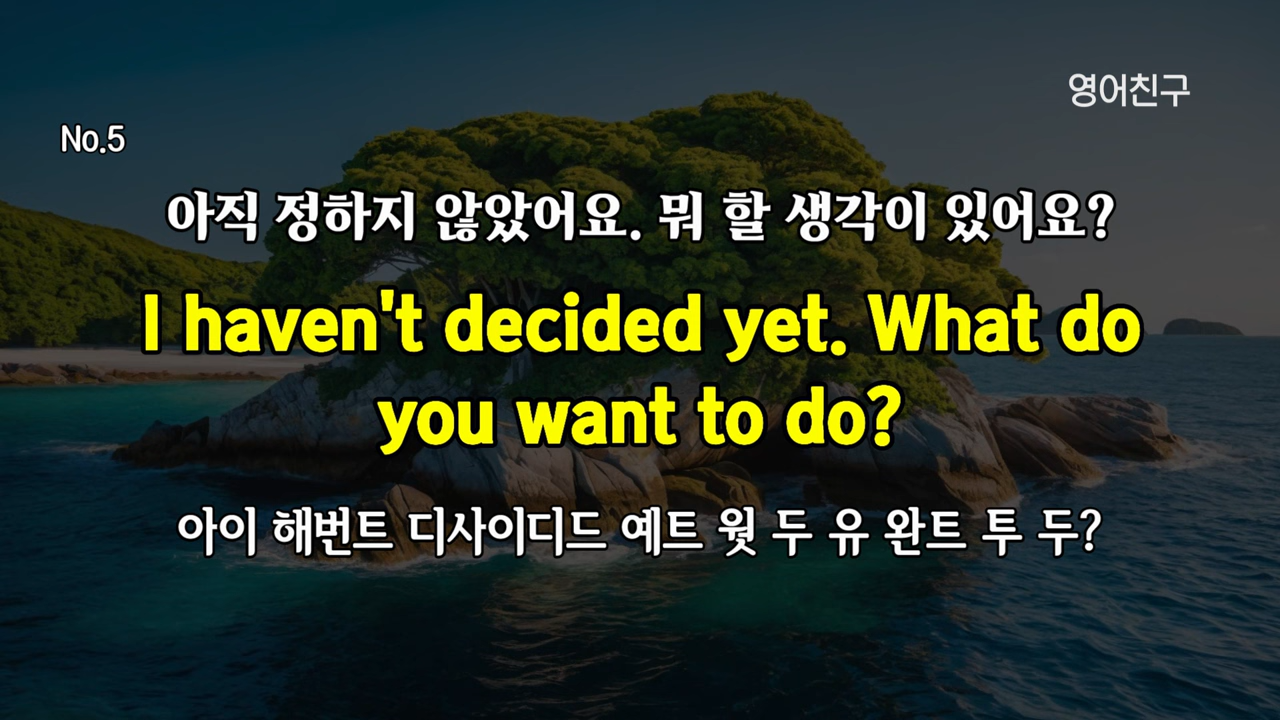 영어친구
No.5
아직 정하지 않았어요. 뭐 할 생각이 있어요?
I haven't decided yet. What do
you want to do?
아이 해번트 디사이디드 예트 웟 두 유 완트 투 두?